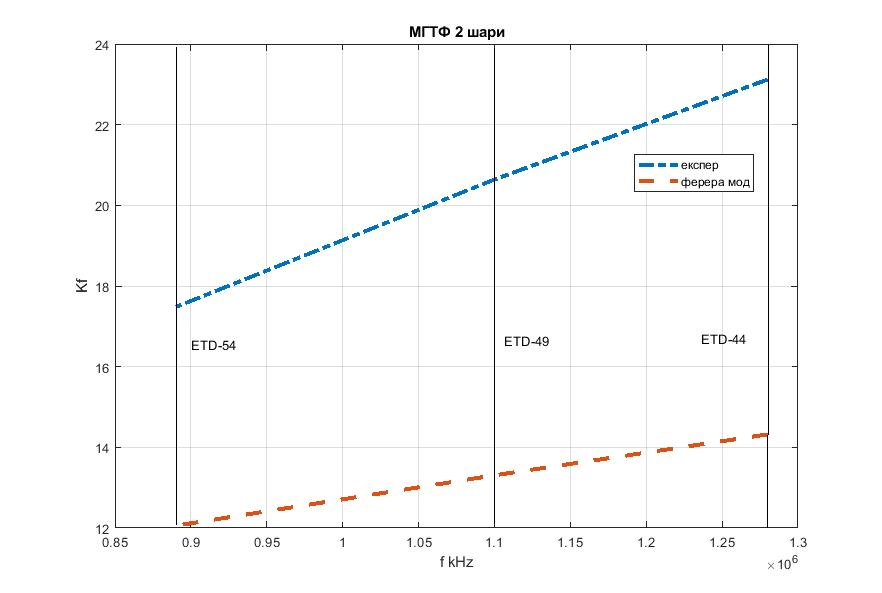 МГТФ 2 шари
24
22
20
18
16
14
12
Kf
експер
ферера мод
ETD-54
ETD-49
ETD-44
0.85 0.9 0.95 1 1.05 1.1 1.15 1.2 1.25 1.3
f kHz
×10⁶